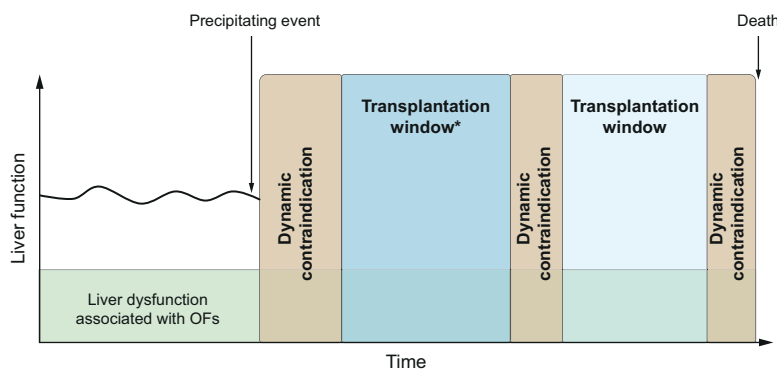 Precipitating event
Death
Liver function
Dynamic
contraindication
Transplantation
window*
Dynamic
contraindication
Transplantation
window
Dynamic
contraindication
Liver dysfunction
associated with OFs
Time